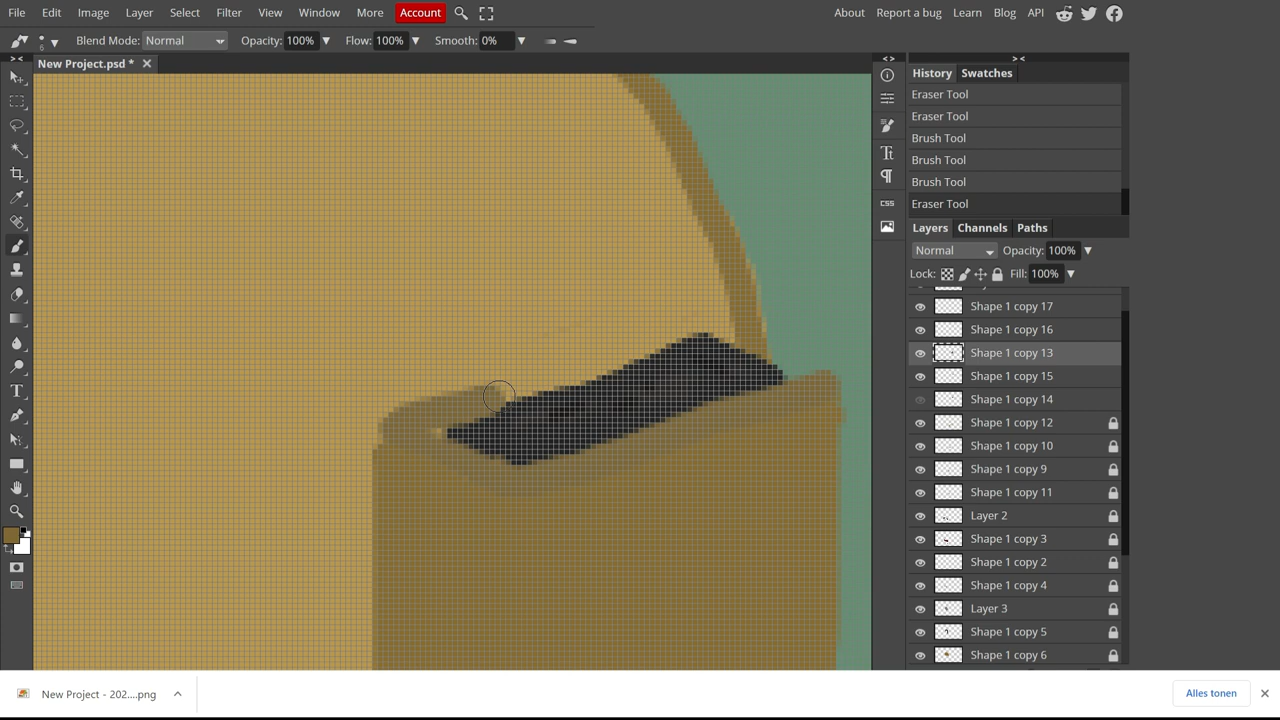 File Edit Image Layer Select Filter View Window More Account About Report a bug Learn Blog API
6 Blend Mode: Normal Opacity: 100% Flow: 100% Smooth: 0%
New Project.psd *
History Swatches
Eraser Tool
Eraser Tool
Brush Tool
Brush Tool
Brush Tool
Eraser Tool
Layers Channels Paths
Normal Opacity: 100%
Lock: Fill: 100%
Shape 1 copy 17
Shape 1 copy 16
Shape 1 copy 13
Shape 1 copy 15
Shape 1 copy 14
Shape 1 copy 12
Shape 1 copy 10
Shape 1 copy 9
Shape 1 copy 11
Layer 2
Shape 1 copy 3
Shape 1 copy 2
Shape 1 copy 4
Layer 3
Shape 1 copy 5
Shape 1 copy 6
CSS
New Project - 202....png
Alles tonen